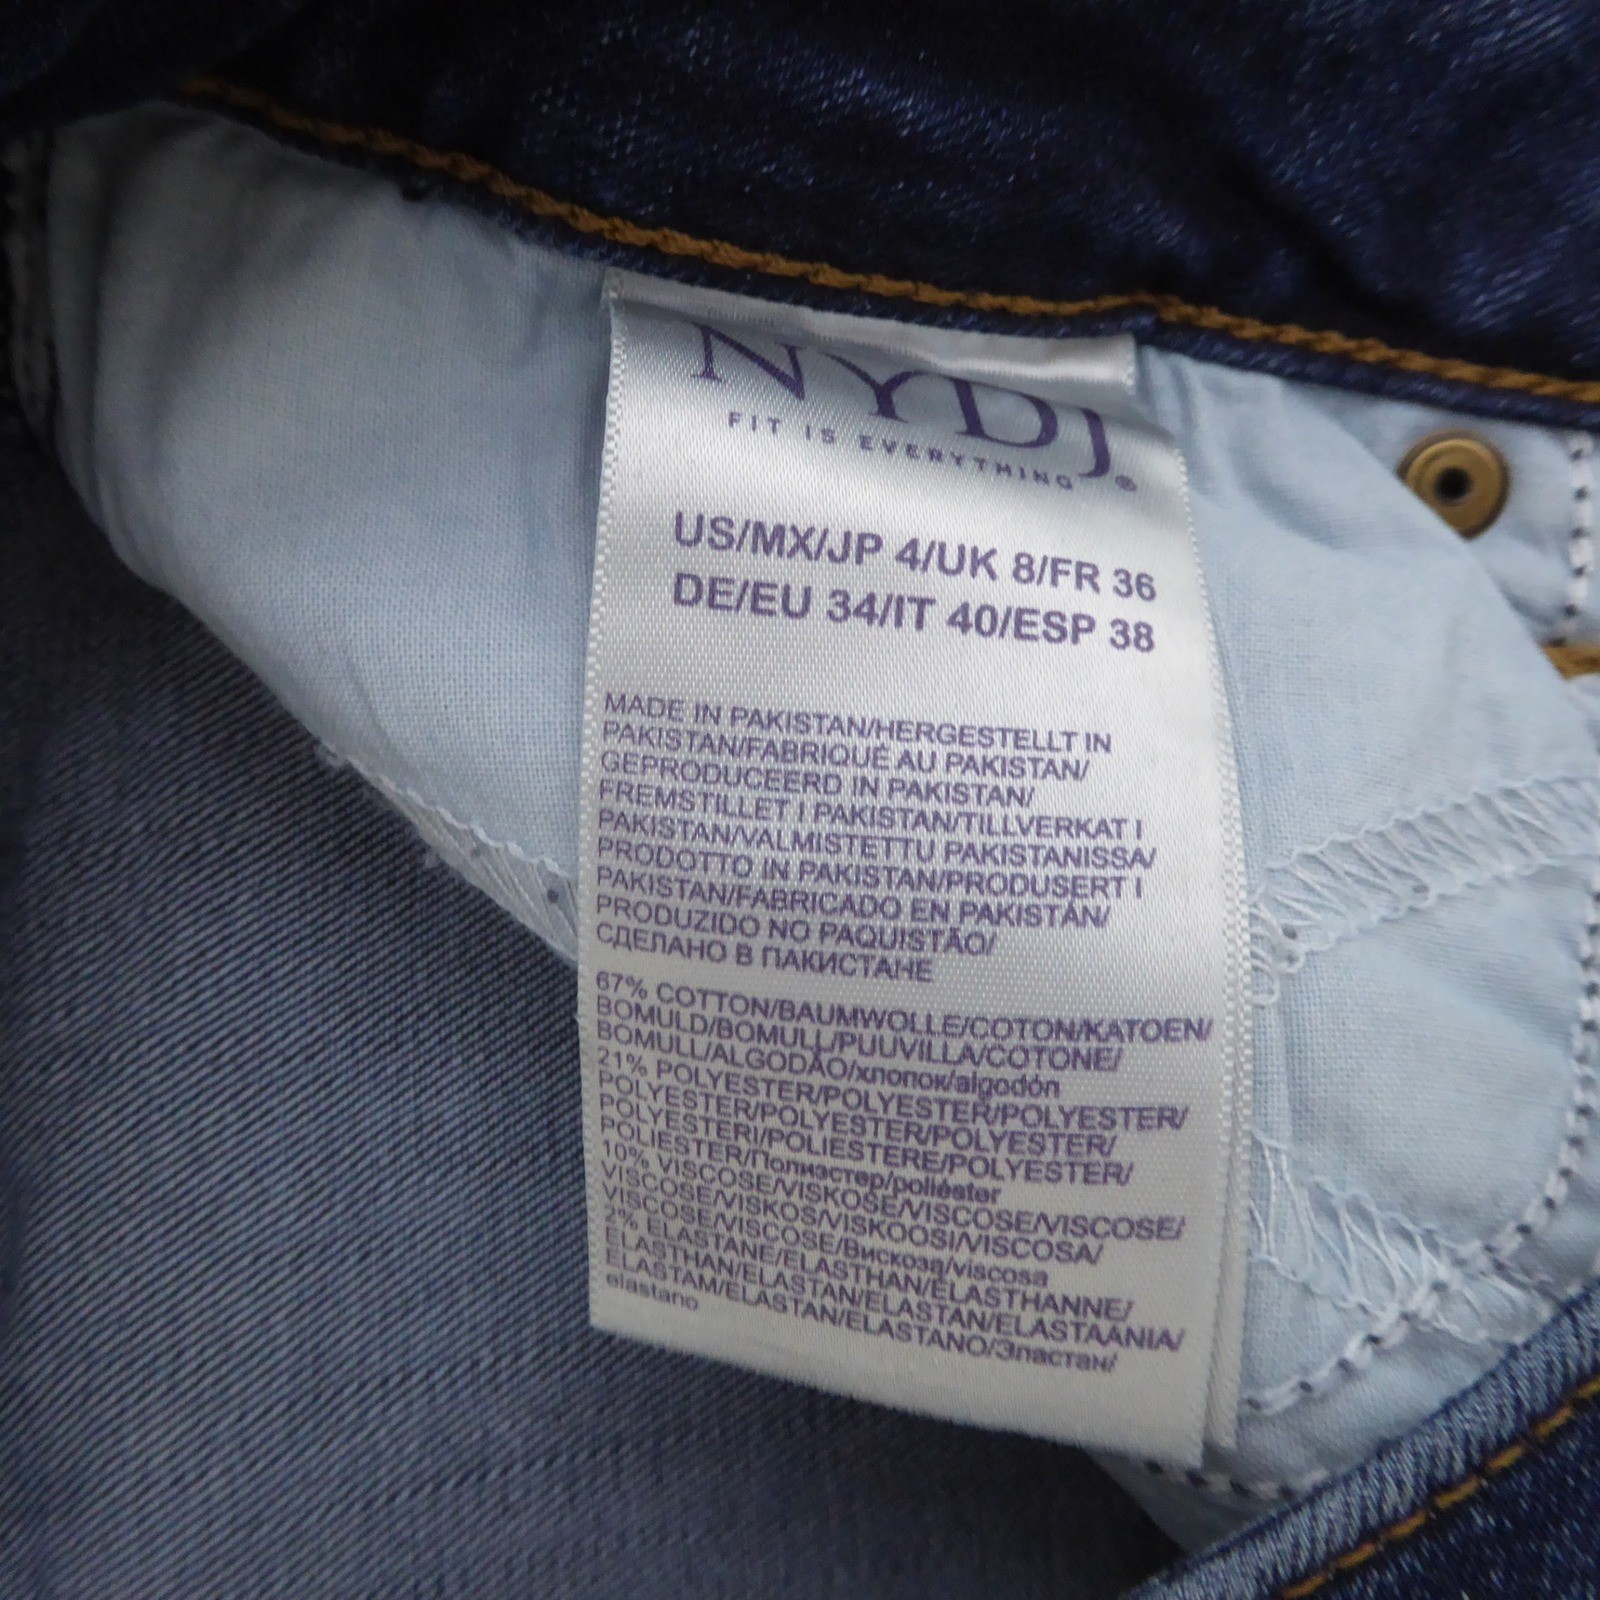 NYDJ
FIT IS EVERYTHING ®
US/MX/JP 4/UK 8/FR 36
DE/EU 34/IT 40/ESP 38
MADE IN PAKISTAN/HERGESTELLT IN
PAKISTAN/FABRIQUÉ AU PAKISTAN/
GEPRODUCEERD IN PAKISTAN/
FREMSTILLET I PAKISTAN/TILLVERKAT I
PAKISTAN/VALMISTETTU PAKISTANISSA/
PRODOTTO IN PAKISTAN/PRODUSERT I
PAKISTAN/FABRICADO EN PAKISTÁN/
PRODUZIDO NO PAQUISTÃO/
СДЕЛАНО В ПАКИСТАНЕ
67% COTTON/BAUMWOLLE/COTON/KATOEN/
BOMULD/BOMULL/PUUVILLA/COTONE/
BOMULL/ALGODÃO/хлопок/algodón
21% POLYESTER/POLYESTER/POLYESTER/
POLYESTER/POLYESTER/POLYESTER/
POLYESTERI/POLIESTERE/POLYESTER/
POLIESTER/Полиэстер/poliéster
10% VISCOSE/VISKOSE/VISCOSE/VISCOSE/
VISCOSE/VISKOS/VISKOOSI/VISCOSA/
VISCOSE/VISCOSE/Вискоза/viscosa
2% ELASTANE/ELASTHAN/ÉLASTHANNE/
ELASTHAN/ELASTAN/ELASTAN/ELASTAANIA/
ELASTAM/ELASTAN/ELASTANO/Эластан/
elastano